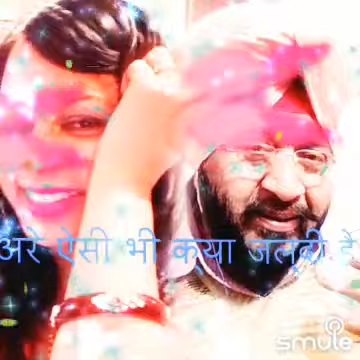 अरे ऐसी भी क्या जल्दी है
smule